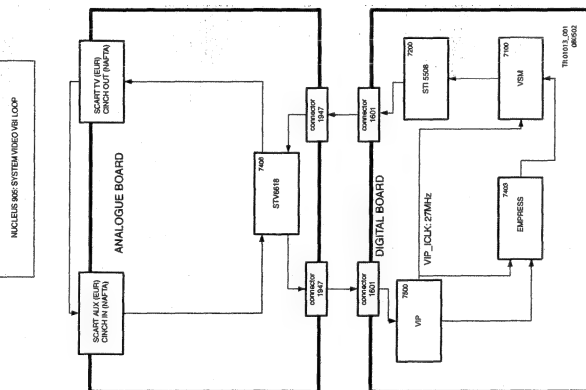 NUCLEUS 905: SYSTEM VIDEO VBI LOOP
SCART AUX (EUR)
CINCH IN (NAFTA)
SCART TV (EUR)
CINCH OUT (NAFTA)
ANALOGUE BOARD
7408
STV6618
connector
1947
connector
1947
connector
1601
connector
1601
DIGITAL BOARD
7500
VIP
VIP_ICLK: 27MHz
7200
STI 5508
7403
EMPRESS
7100
VSM
TR 01013_001
080502